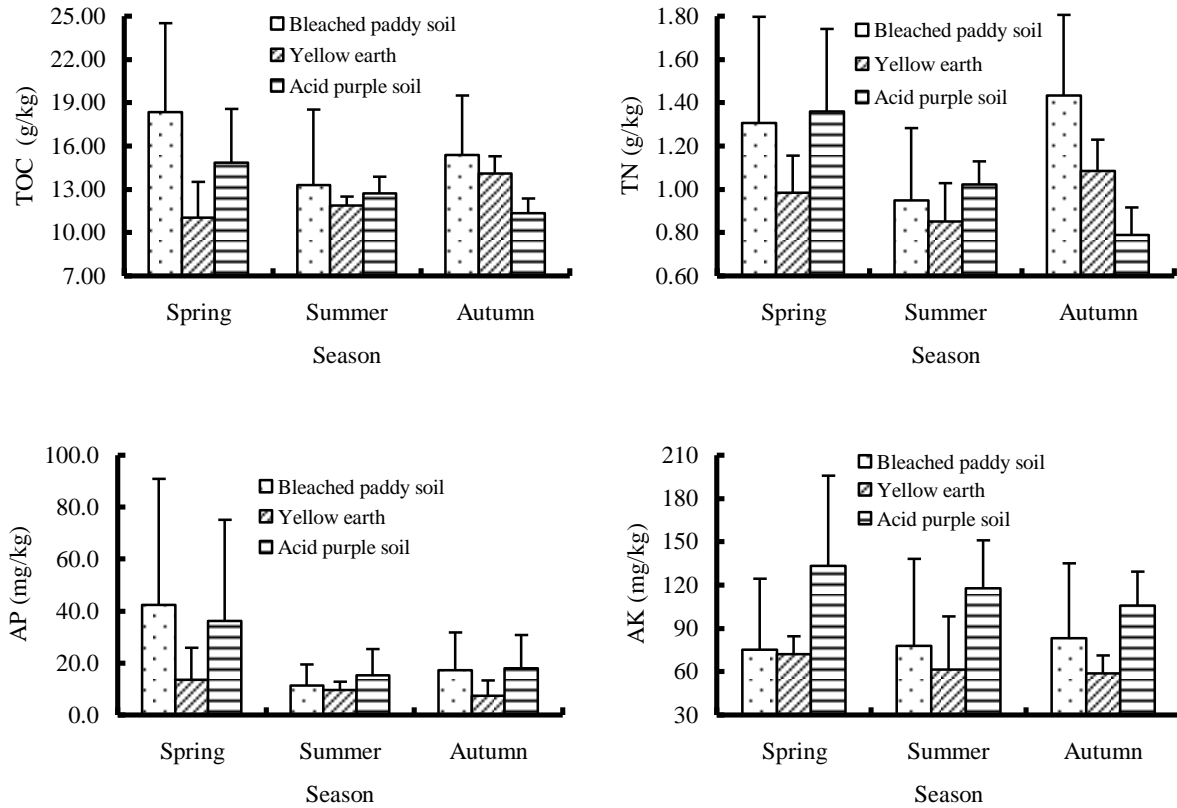 TOC (g/kg)
25.00
22.00
19.00
16.00
13.00
10.00
7.00
Bleached paddy soil
Yellow earth
Acid purple soil
Spring Summer Autumn
Season
TN (g/kg)
1.80
1.60
1.40
1.20
1.00
0.80
0.60
Bleached paddy soil
Yellow earth
Acid purple soil
Spring Summer Autumn
Season
AP (mg/kg)
100.0
80.0
60.0
40.0
20.0
0.0
Bleached paddy soil
Yellow earth
Acid purple soil
Spring Summer Autumn
Season
AK (mg/kg)
210
180
150
120
90
60
30
Bleached paddy soil
Yellow earth
Acid purple soil
Spring Summer Autumn
Season